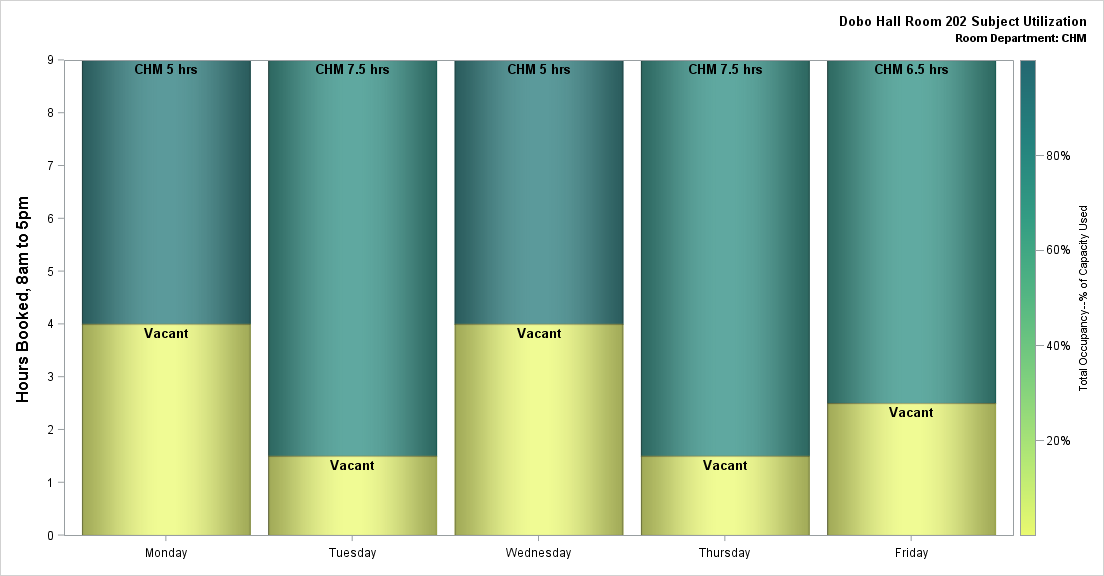 Dobo Hall Room 202 Subject Utilization
Room Department: CHM
Hours Booked, 8am to 5pm
9
8
7
6
5
4
3
2
1
0
CHM 5 hrs
CHM 7.5 hrs
CHM 5 hrs
CHM 7.5 hrs
CHM 6.5 hrs
Vacant
Vacant
Vacant
Vacant
Vacant
Monday
Tuesday
Wednesday
Thursday
Friday
80%
60%
40%
20%
Total Occupancy--% of Capacity Used